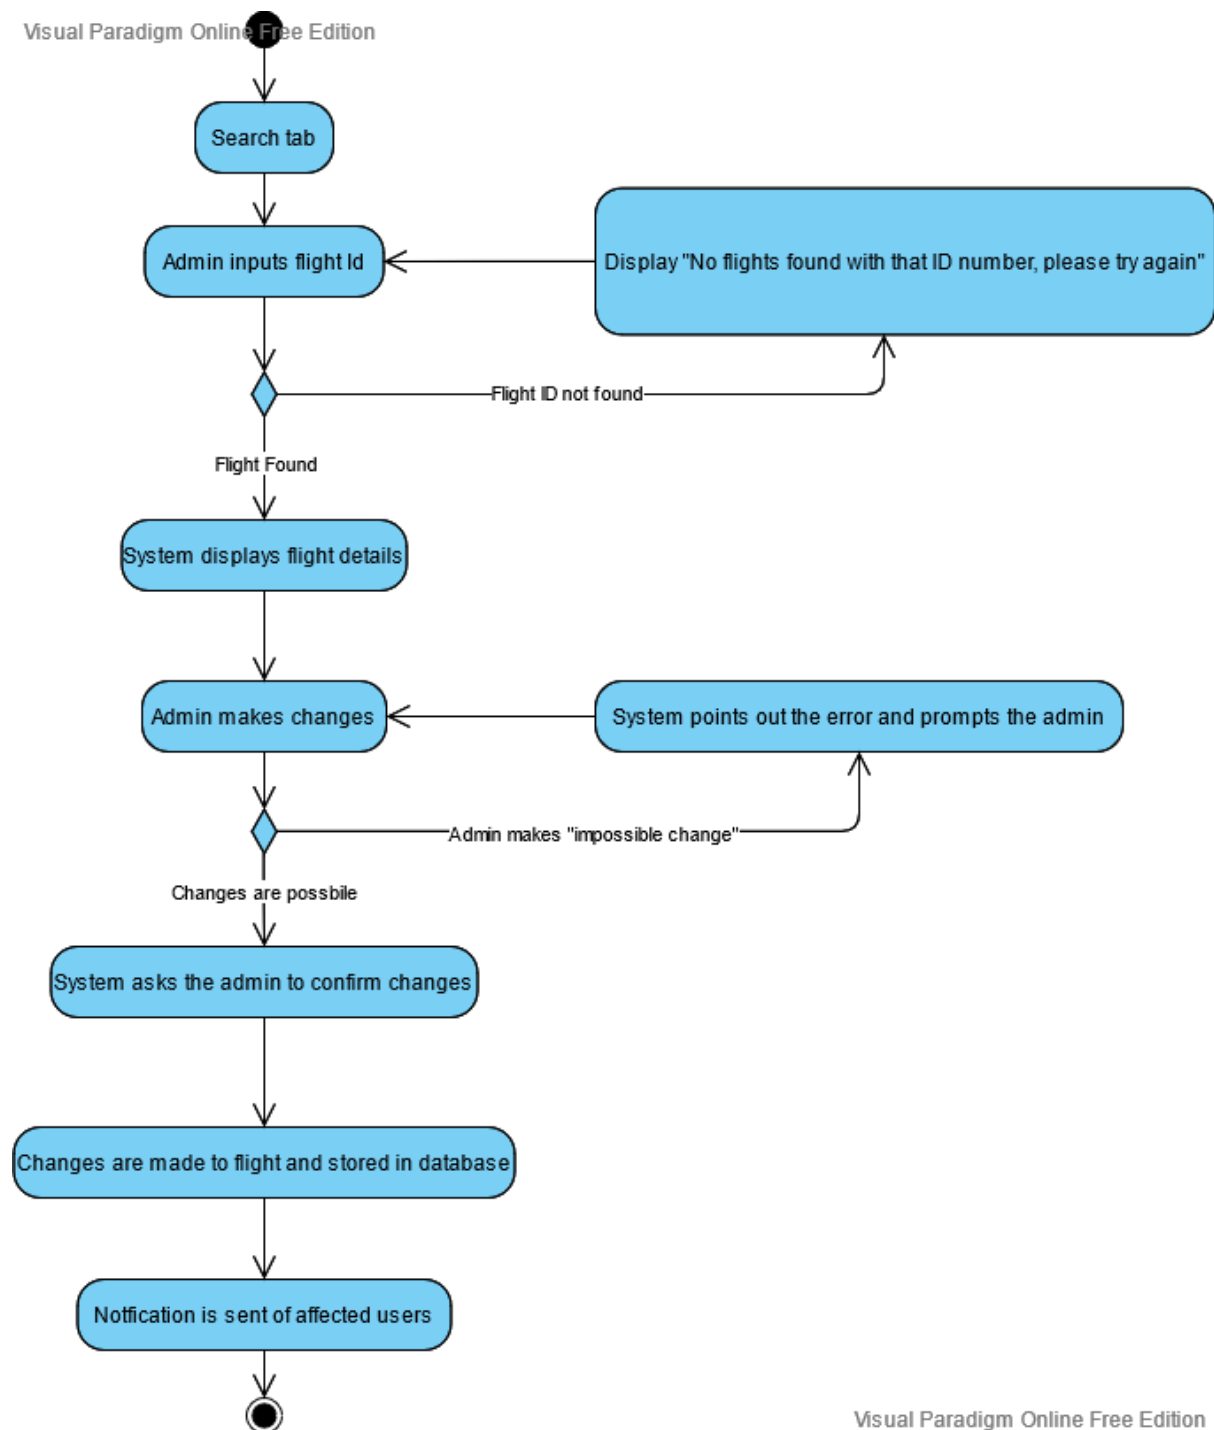 Visual Paradigm Online Free Edition
Search tab
Admin inputs flight Id
Display "No flights found with that ID number, please try again"
Flight ID not found
Flight Found
System displays flight details
Admin makes changes
System points out the error and prompts the admin
Admin makes "impossible change"
Changes are possbile
System asks the admin to confirm changes
Changes are made to flight and stored in database
Notfication is sent of affected users
Visual Paradigm Online Free Edition